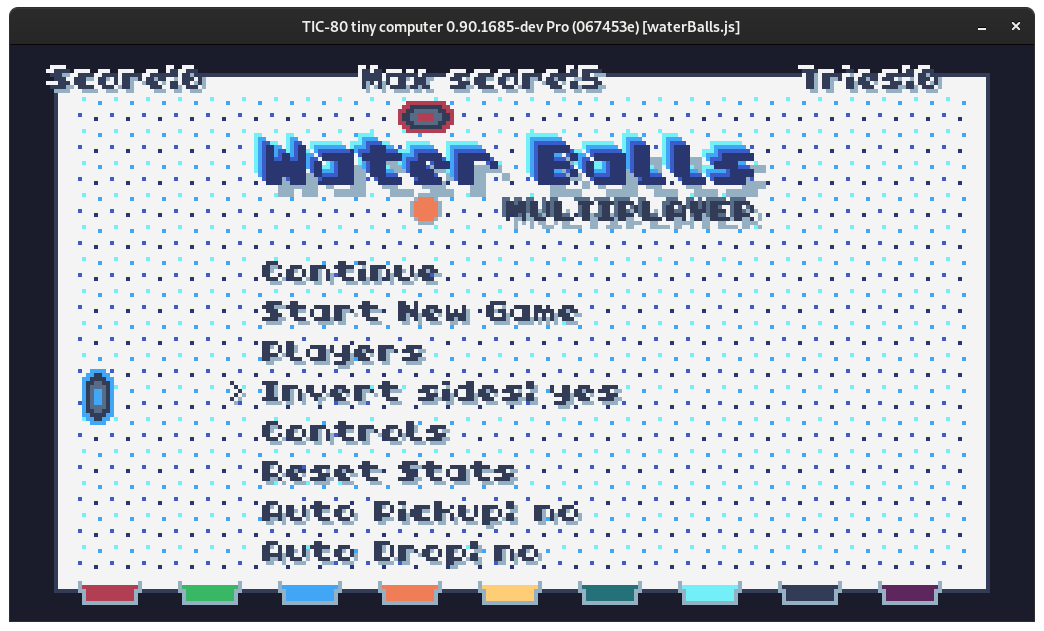 TIC-80 tiny computer 0.90.1685-dev Pro (067453e) [waterBalls.js]
Score:0 Max score:5 Tries:0
Water Balls
MULTIPLAYER
Continue
Start New Game
Players
> Invert sides: yes
Controls
Reset Stats
Auto Pickup: no
Auto Drop: no